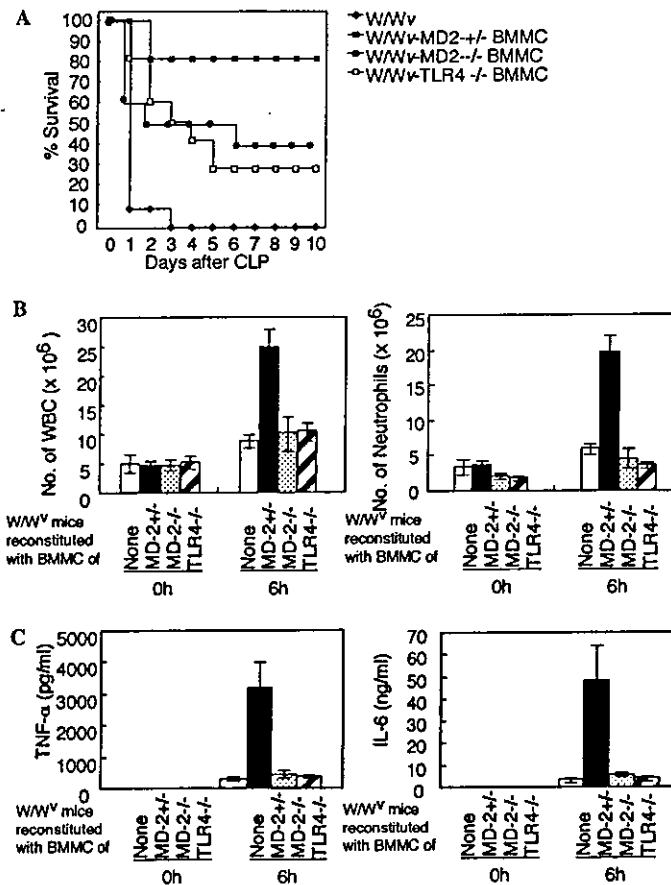 A
W/Wv
W/Wv-MD2-+/- BMMC
W/Wv-MD2--/- BMMC
W/Wv-TLR4 -/- BMMC
% Survival
100
90
80
70
60
50
40
30
20
10
0
0 1 2 3 4 5 6 7 8 9 10
Days after CLP
B
No. of WBC (x 10⁶)
30
25
20
15
10
5
0
W/Wᵛ mice
reconstituted
with BMMC of
None
MD-2+/-
MD-2-/-
TLR4-/-
None
MD-2+/-
MD-2-/-
TLR4-/-
0h
6h
No. of Neutrophils (x 10⁶)
25
20
15
10
5
0
W/Wᵛ mice
reconstituted
with BMMC of
None
MD-2+/-
MD-2-/-
TLR4-/-
None
MD-2+/-
MD-2-/-
TLR4-/-
0h
6h
C
TNF-α (pg/ml)
5000
4000
3000
2000
1000
0
W/Wᵛ mice
reconstituted
with BMMC of
None
MD-2+/-
MD-2-/-
TLR4-/-
None
MD-2+/-
MD-2-/-
TLR4-/-
0h
6h
IL-6 (ng/ml)
70
60
50
40
30
20
10
0
W/Wᵛ mice
reconstituted
with BMMC of
None
MD-2+/-
MD-2-/-
TLR4-/-
None
MD-2+/-
MD-2-/-
TLR4-/-
0h
6h